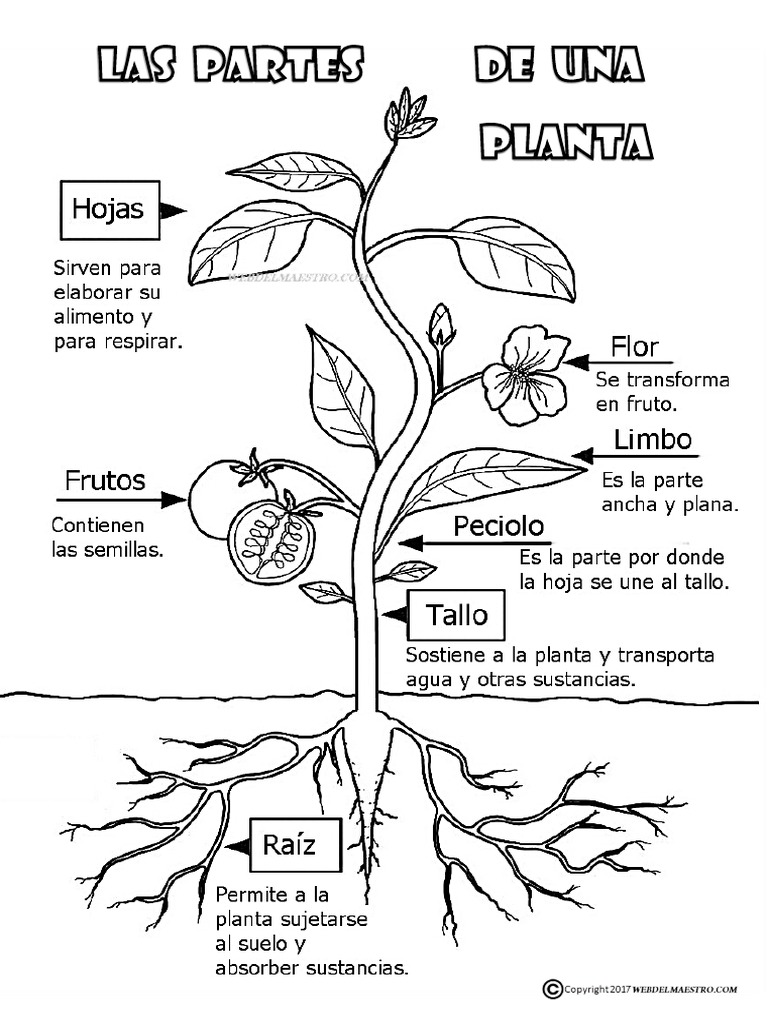 LAS PARTES DE UNA
PLANTA
Hojas
Sirven para
elaborar su
alimento y
para respirar.
WEBDELMAESTRO.COM
Flor
Se transforma
en fruto.
Limbo
Es la parte
ancha y plana.
Frutos
Contienen
las semillas.
Peciolo
Es la parte por donde
la hoja se une al tallo.
Tallo
Sostiene a la planta y transporta
agua y otras sustancias.
Raíz
Permite a la
planta sujetarse
al suelo y
absorber sustancias.
©Copyright 2017 WEBDELMAESTRO.COM